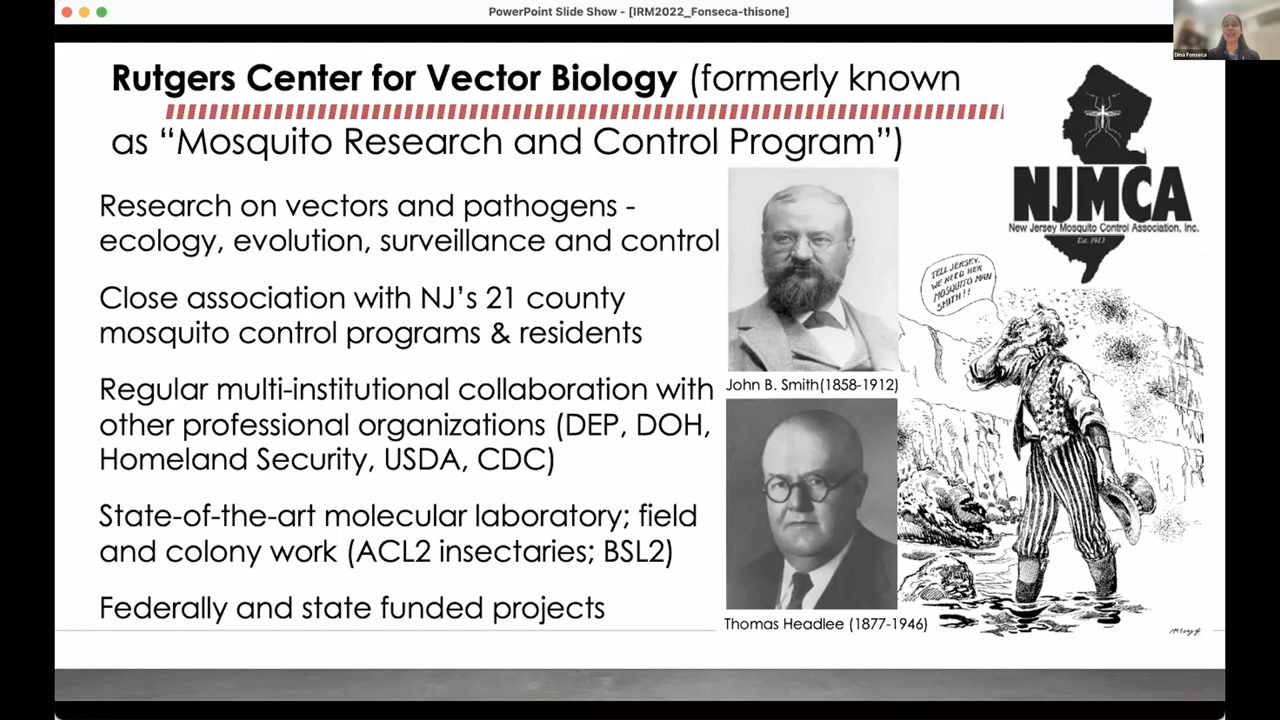 PowerPoint Slide Show - [IRM2022_Fonseca-thisone]
Dina Fonseca
Rutgers Center for Vector Biology (formerly known
as “Mosquito Research and Control Program”)
Research on vectors and pathogens -
ecology, evolution, surveillance and control
Close association with NJ’s 21 county
mosquito control programs & residents
Regular multi-institutional collaboration with
other professional organizations (DEP, DOH,
Homeland Security, USDA, CDC)
State-of-the-art molecular laboratory; field
and colony work (ACL2 insectaries; BSL2)
Federally and state funded projects
John B. Smith(1858-1912)
Thomas Headlee (1877-1946)
NJMCA
New Jersey Mosquito Control Association, Inc.
Est. 1913
TELL JERSEY,
WE NEED HER
MOSQUITO MAN
SMITH!!